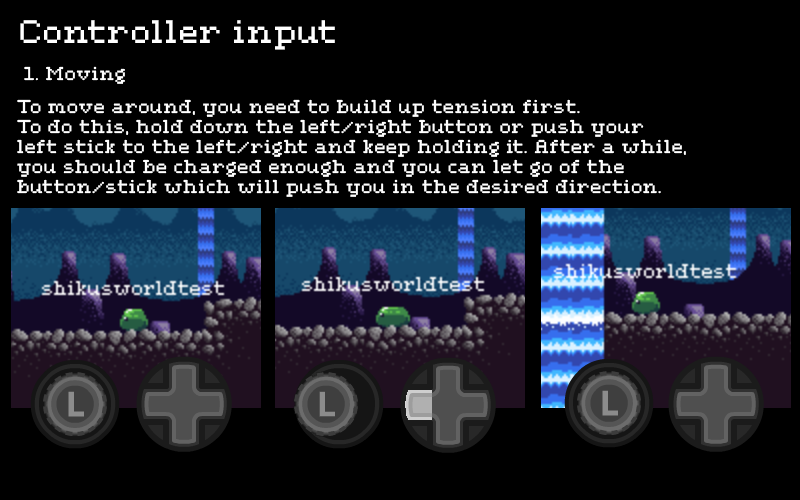 Controller input
1. Moving
To move around, you need to build up tension first.
To do this, hold down the left/right button or push your
left stick to the left/right and keep holding it. After a while,
you should be charged enough and you can let go of the
button/stick which will push you in the desired direction.
shikusworldtest
shikusworldtest
shikusworldtest
L
L
L